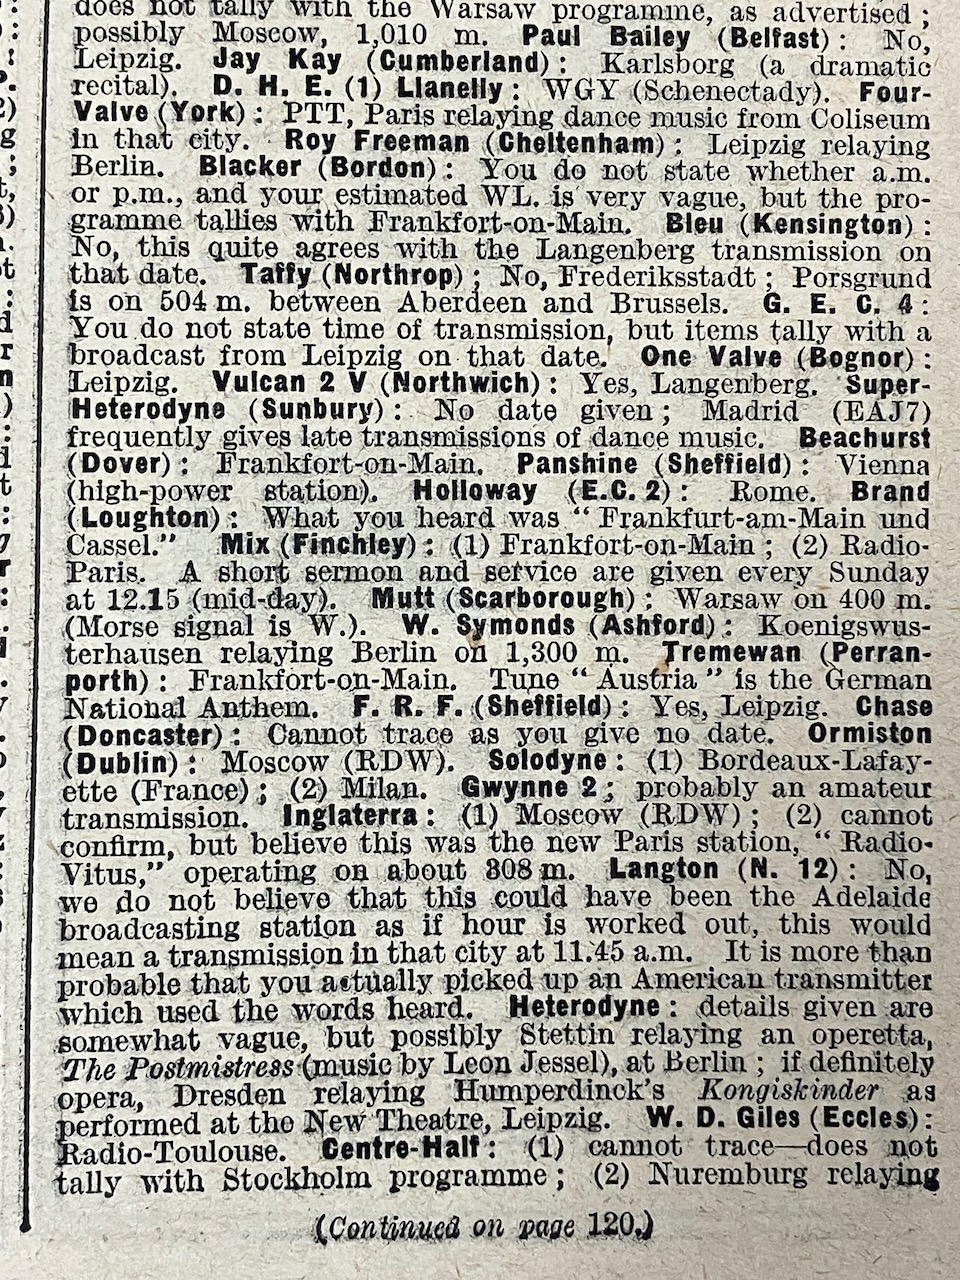 does not tally with the Warsaw programme, as advertised ;
possibly Moscow, 1,010 m. Paul Bailey (Belfast) : No,
Leipzig. Jay Kay (Cumberland) : Karlsborg (a dramatic
recital). D. H. E. (1) Llanelly : WGY (Schenectady). Four-
Valve (York) : PTT, Paris relaying dance music from Coliseum
in that city. Roy Freeman (Cheltenham) : Leipzig relaying
Berlin. Blacker (Bordon) : You do not state whether a.m.
or p.m., and your estimated WL. is very vague, but the pro-
gramme tallies with Frankfort-on-Main. Bleu (Kensington) :
No, this quite agrees with the Langenberg transmission on
that date. Taffy (Northrop) ; No, Frederiksstadt ; Porsgrund
is on 504 m. between Aberdeen and Brussels. G. E. C. 4 :
You do not state time of transmission, but items tally with a
broadcast from Leipzig on that date. One Valve (Bognor) :
Leipzig. Vulcan 2 V (Northwich) : Yes, Langenberg. Super-
Heterodyne (Sunbury) : No date given ; Madrid (EAJ7)
frequently gives late transmissions of dance music. Beachurst
(Dover) : Frankfort-on-Main. Panshine (Sheffield) : Vienna
(high-power station). Holloway (E.C. 2) : Rome. Brand
(Loughton) : What you heard was " Frankfurt-am-Main und
Cassel." Mix (Finchley) : (1) Frankfort-on-Main ; (2) Radio-
Paris. A short sermon and service are given every Sunday
at 12.15 (mid-day). Mutt (Scarborough) : Warsaw on 400 m.
(Morse signal is W.). W. Symonds (Ashford) : Koenigswus-
terhausen relaying Berlin on 1,300 m. Tremewan (Perran-
porth) : Frankfort-on-Main. Tune " Austria " is the German
National Anthem. F. R. F. (Sheffield) : Yes, Leipzig. Chase
(Doncaster) : Cannot trace as you give no date. Ormiston
(Dublin) : Moscow (RDW). Solodyne : (1) Bordeaux-Lafay-
ette (France) ; (2) Milan. Gwynne 2 ; probably an amateur
transmission. Inglaterra : (1) Moscow (RDW) ; (2) cannot
confirm, but believe this was the new Paris station, " Radio-
Vitus," operating on about 308 m. Langton (N. 12) : No,
we do not believe that this could have been the Adelaide
broadcasting station as if hour is worked out, this would
mean a transmission in that city at 11.45 a.m. It is more than
probable that you actually picked up an American transmitter
which used the words heard. Heterodyne : details given are
somewhat vague, but possibly Stettin relaying an operetta,
The Postmistress (music by Leon Jessel), at Berlin ; if definitely
opera, Dresden relaying Humperdinck's Kongiskinder as
performed at the New Theatre, Leipzig. W. D. Giles (Eccles) :
Radio-Toulouse. Centre-Half : (1) cannot trace—does not
tally with Stockholm programme ; (2) Nuremburg relaying
(Continued on page 120.)